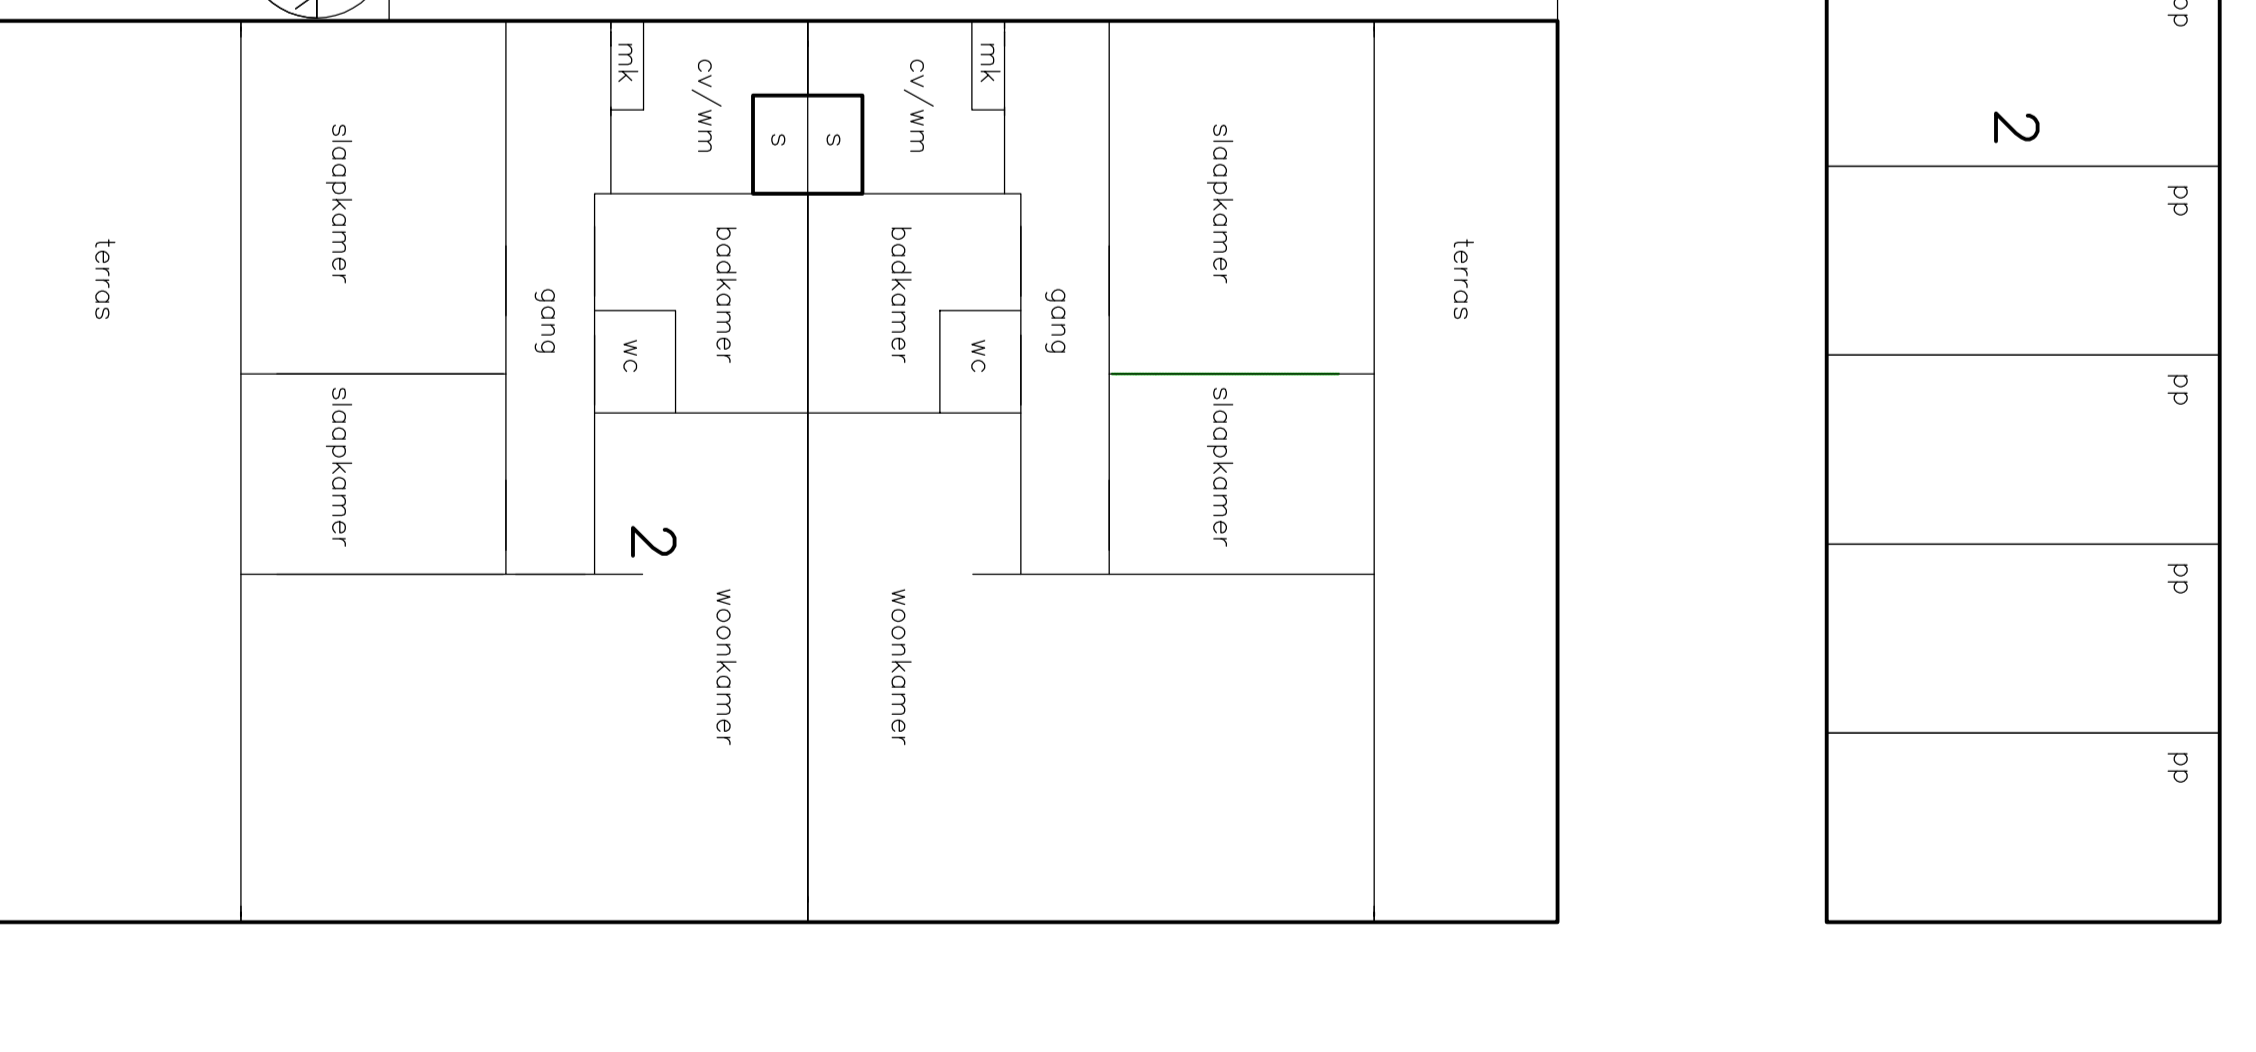 mk
cv/wm
s
s
cv/wm
mk
slaapkamer
slaapkamer
terras
gang
badkamer
badkamer
gang
terras
wc
wc
slaapkamer
slaapkamer
2
woonkamer
woonkamer
pp
2
pp
pp
pp
pp